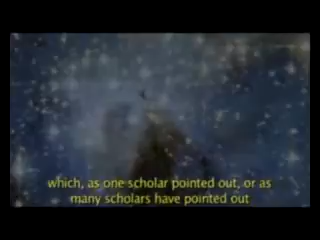 which, as one scholar pointed out, or as
many scholars have pointed out